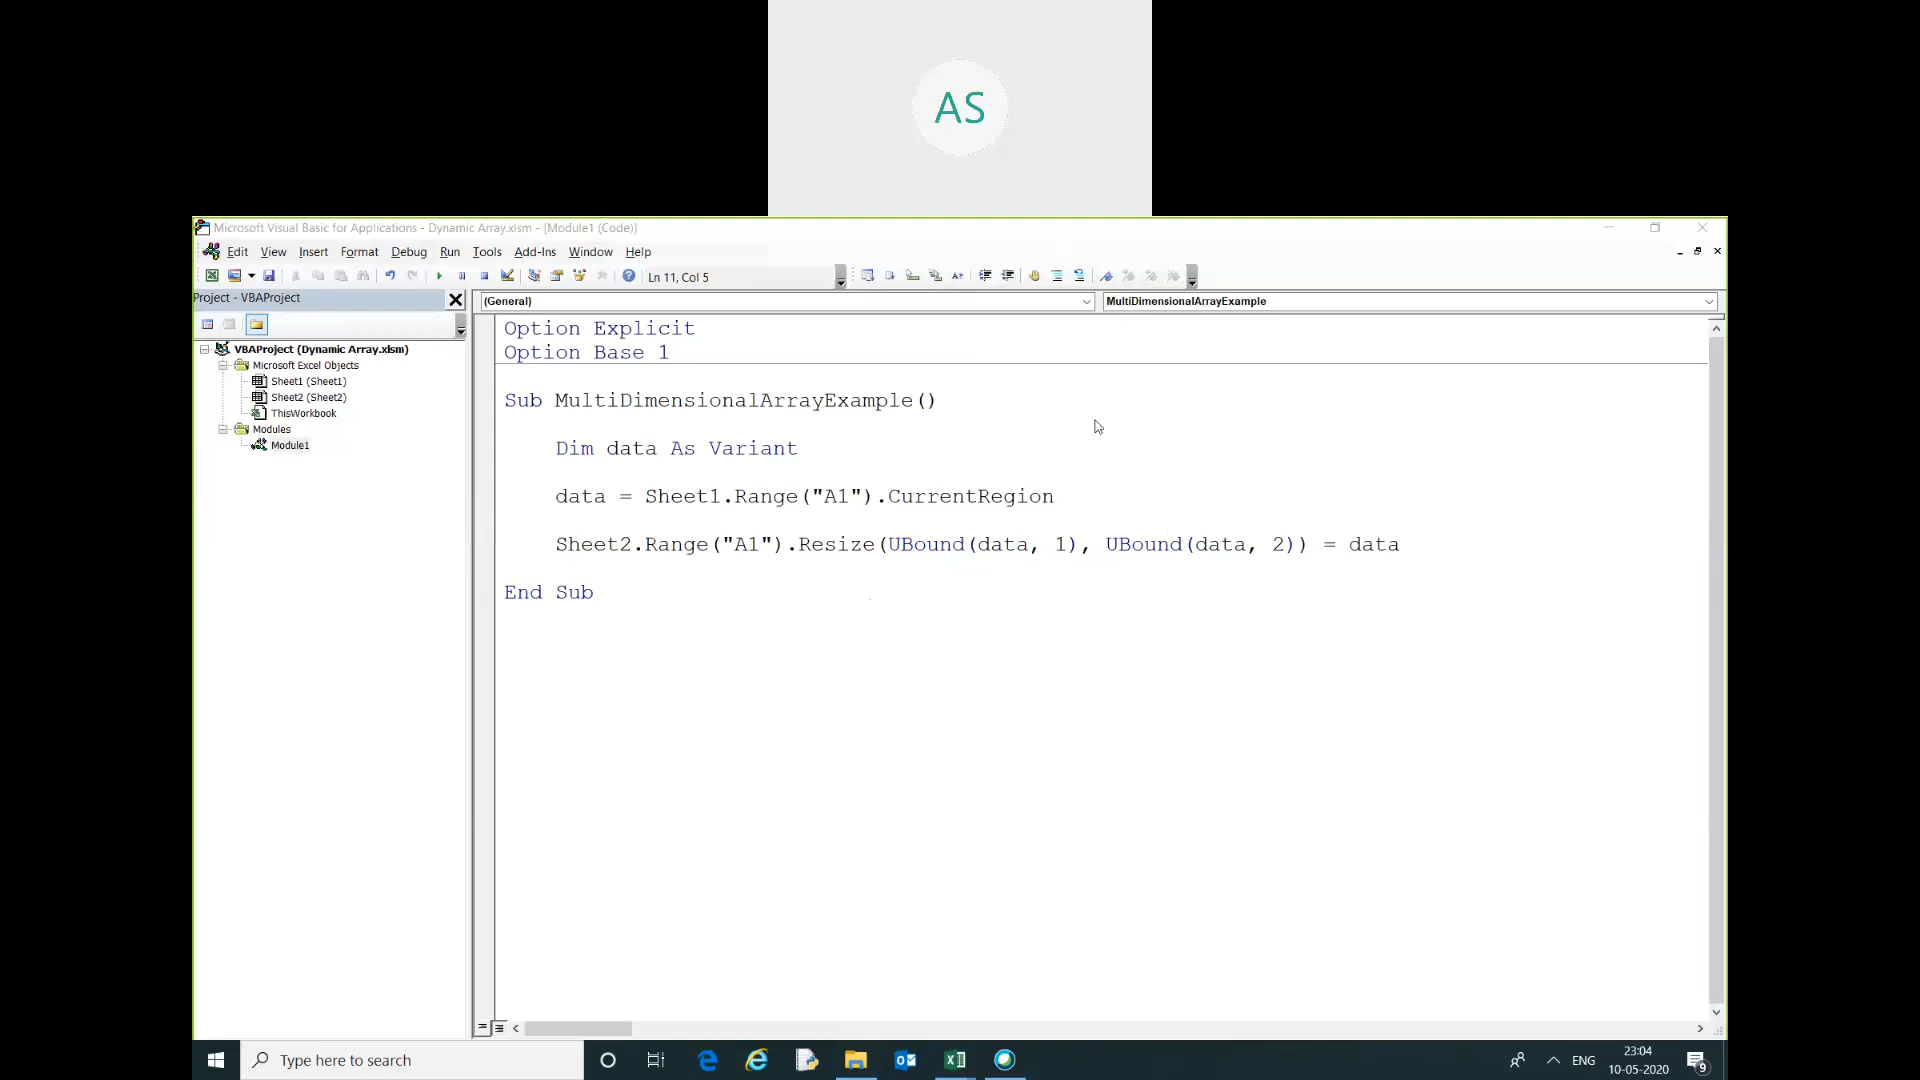 AS
Microsoft Visual Basic for Applications - Dynamic Array.xlsm - [Module1 (Code)]
Edit View Insert Format Debug Run Tools Add-Ins Window Help
Ln 11, Col 5
Project - VBAProject
(General)
MultiDimensionalArrayExample
VBAProject (Dynamic Array.xlsm)
Microsoft Excel Objects
Sheet1 (Sheet1)
Sheet2 (Sheet2)
ThisWorkbook
Modules
Module1
Option Explicit
Option Base 1
Sub MultiDimensionalArrayExample()
Dim data As Variant
data = Sheet1.Range("A1").CurrentRegion
Sheet2.Range("A1").Resize(UBound(data, 1), UBound(data, 2)) = data
End Sub
Type here to search
ENG
23:04
10-05-2020
9